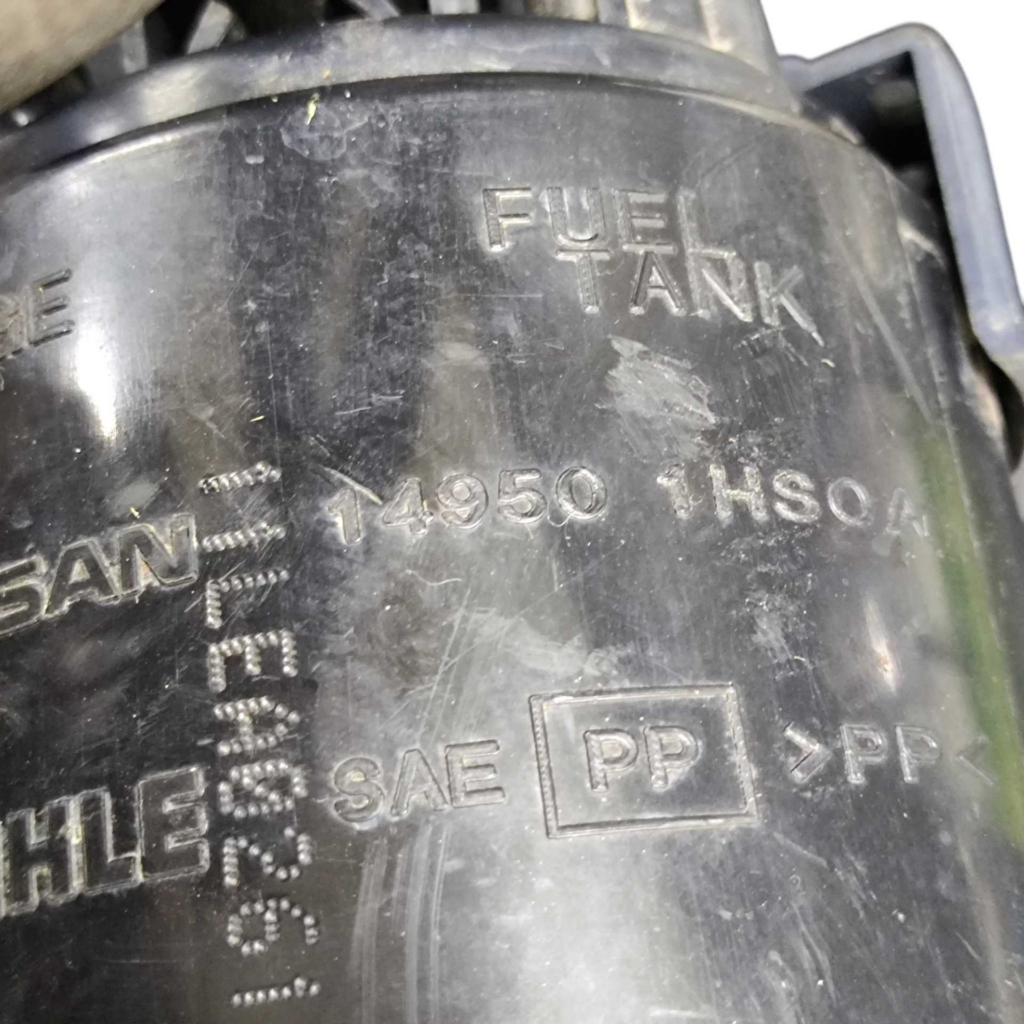 FUEL
TANK
SAN
14950 1HS0A
HLE
SAE PP >PP<